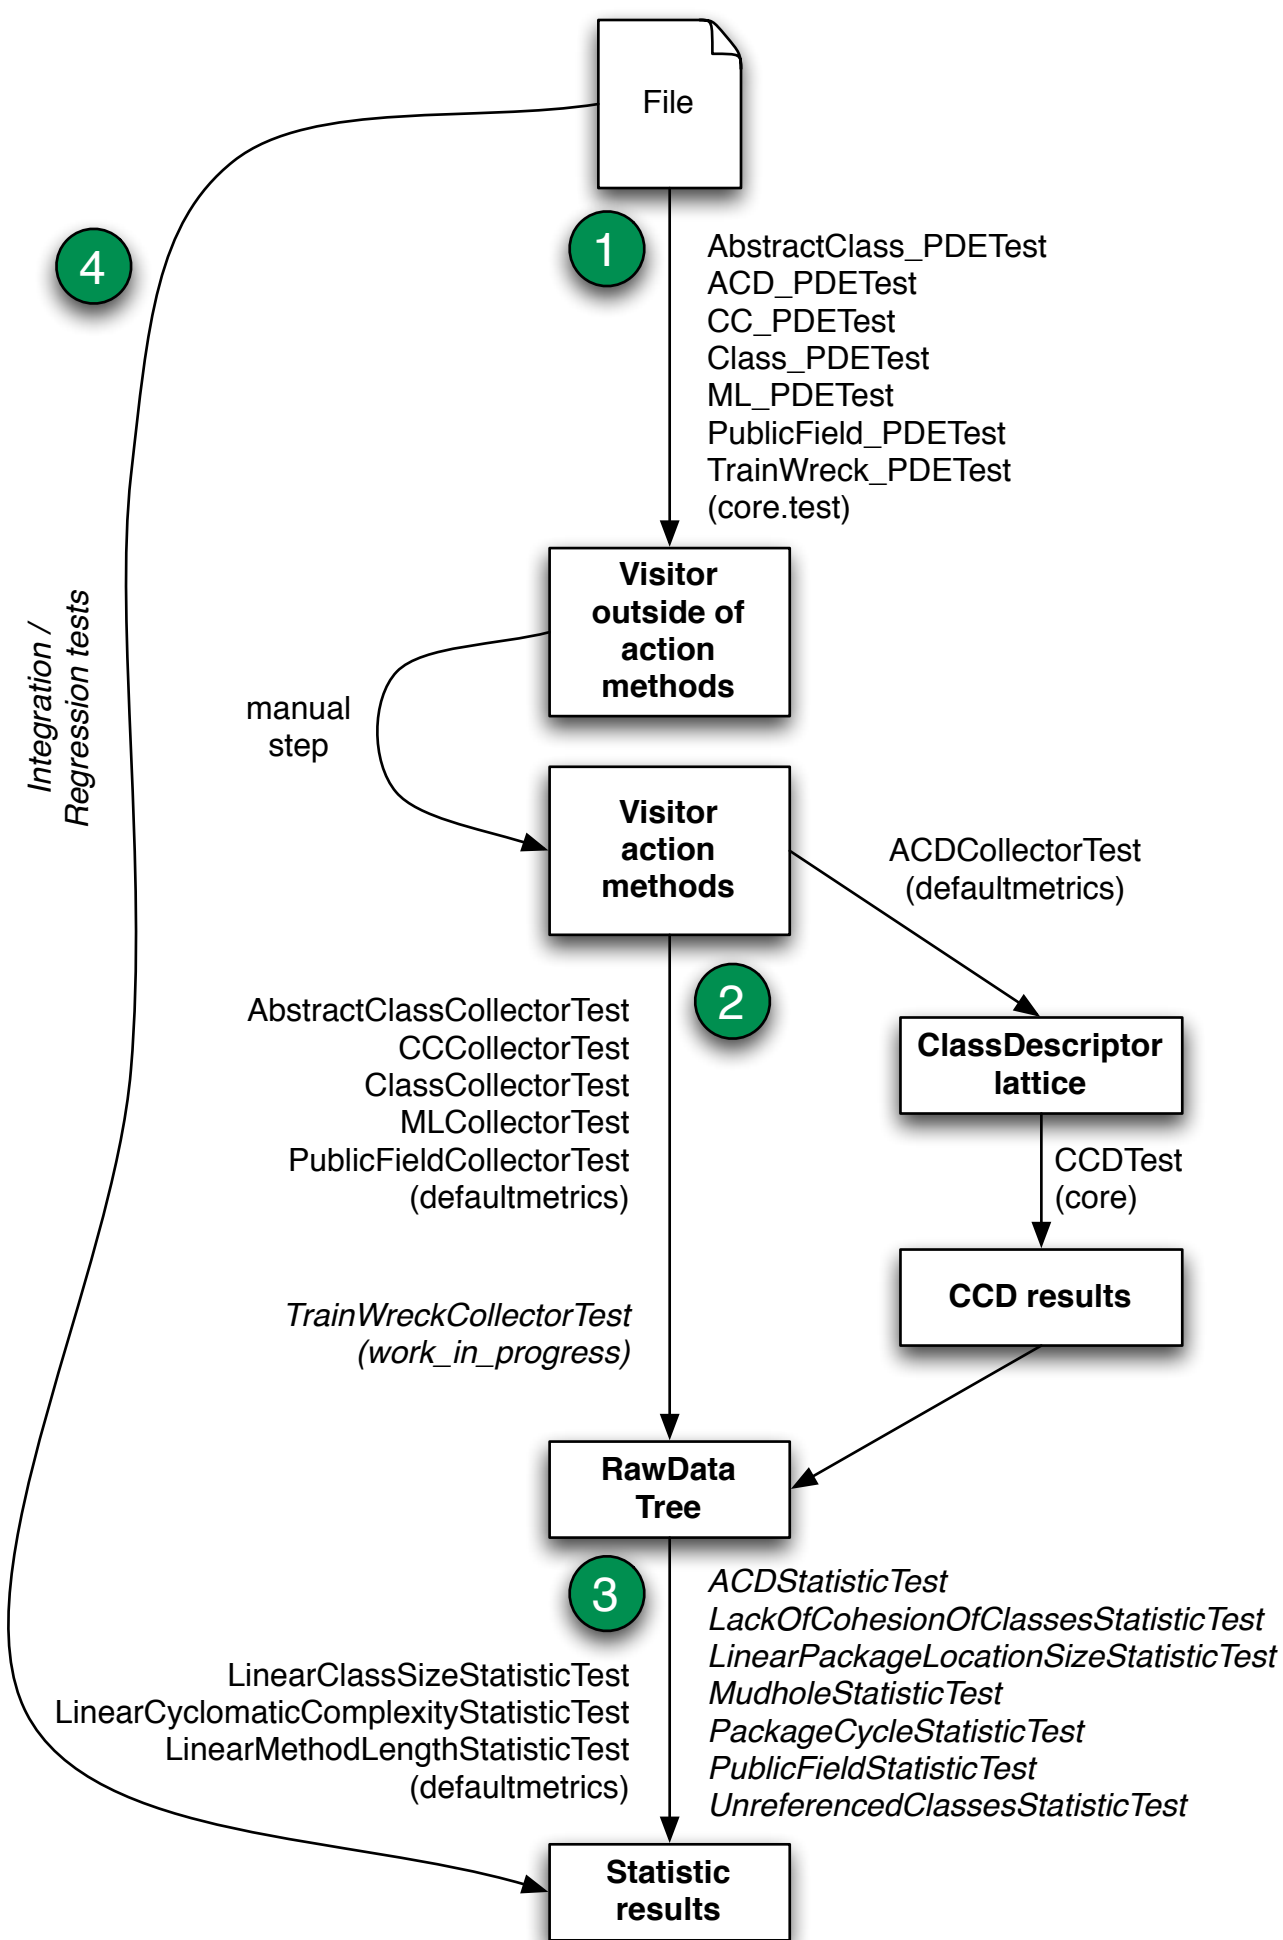 File
1
4
AbstractClass_PDETest
ACD_PDETest
CC_PDETest
Class_PDETest
ML_PDETest
PublicField_PDETest
TrainWreck_PDETest
(core.test)
Visitor
outside of
action
methods
Integration /
Regression tests
manual
step
Visitor
action
methods
ACDCollectorTest
(defaultmetrics)
2
AbstractClassCollectorTest
CCCollectorTest
ClassCollectorTest
MLCollectorTest
PublicFieldCollectorTest
(defaultmetrics)
ClassDescriptor
lattice
CCDTest
(core)
CCD results
TrainWreckCollectorTest
(work_in_progress)
RawData
Tree
3
LinearClassSizeStatisticTest
LinearCyclomaticComplexityStatisticTest
LinearMethodLengthStatisticTest
(defaultmetrics)
ACDStatisticTest
LackOfCohesionOfClassesStatisticTest
LinearPackageLocationSizeStatisticTest
MudholeStatisticTest
PackageCycleStatisticTest
PublicFieldStatisticTest
UnreferencedClassesStatisticTest
Statistic
results